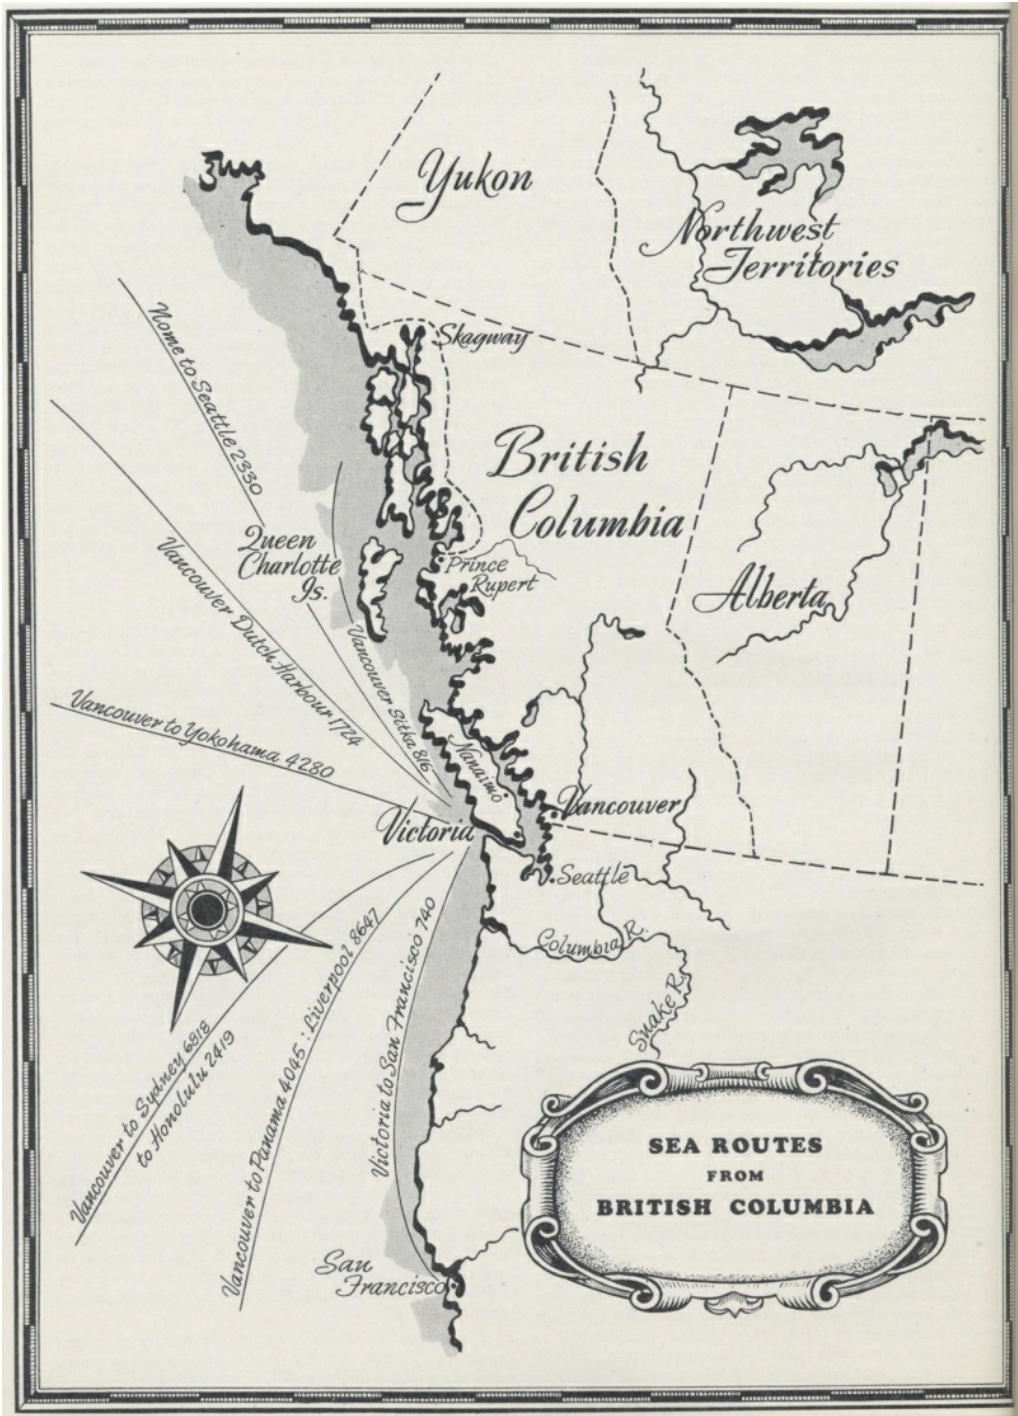 Yukon
Northwest
Territories
Skagway
Nome to Seattle 2330
British
Columbia
Queen
Charlotte
Is.
Prince
Rupert
Alberta
Vancouver Dutch Harbour 1724
Vancouver Sitka 816
Vancouver to Yokohama 4280
Nanaimo
Vancouver
Victoria
Seattle
Columbia R.
Snake R.
Vancouver to Sydney 6818
to Honolulu 2419
Vancouver to Panama 4045 : Liverpool 8647
Victoria to San Francisco 740
San
Francisco
SEA ROUTES
FROM
BRITISH COLUMBIA